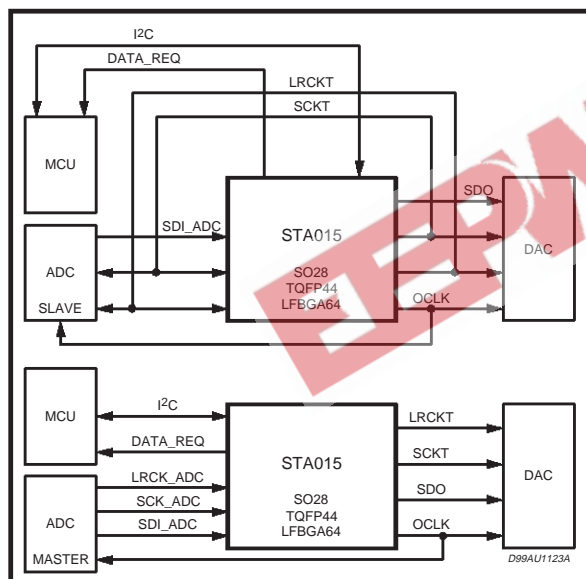 I²C
DATA_REQ
LRCKT
SCKT
MCU
SDO
SDI_ADC
STA015
DAC
ADC
SO28
TQFP44
LFBGA64
SLAVE
OCLK
MCU
I²C
LRCKT
DATA_REQ
STA015
SCKT
DAC
LRCK_ADC
SCK_ADC
SO28
SDO
ADC
TQFP44
SDI_ADC
LFBGA64
OCLK
MASTER
D99AU1123A